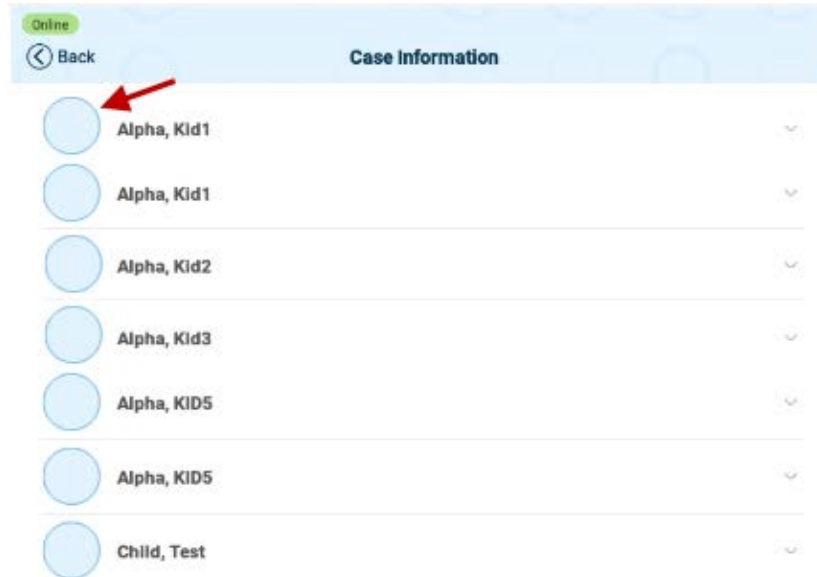 Online
Back
Case Information
Alpha, Kid1
Alpha, Kid1
Alpha, Kid2
Alpha, Kid3
Alpha, KID5
Alpha, KID5
Child, Test